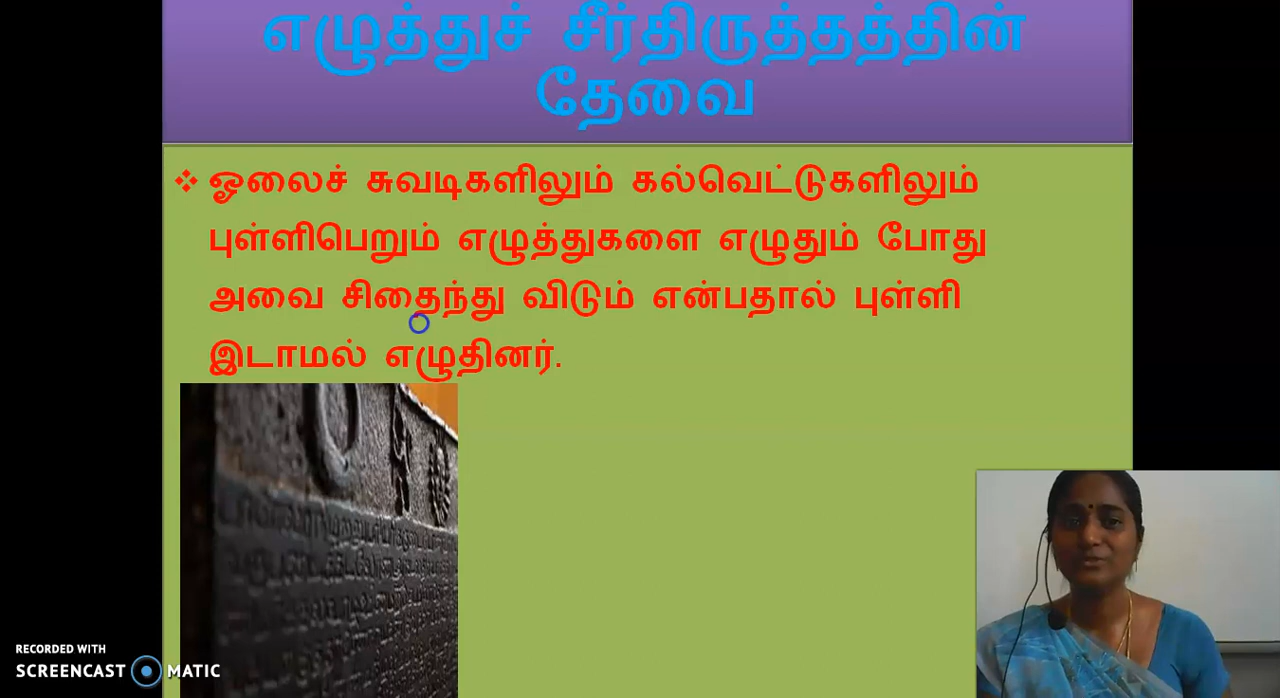 எழுத்துச் சீர்திருத்தத்தின்
தேவை
ஓலைச் சுவடிகளிலும் கல்வெட்டுகளிலும்
புள்ளிபெறும் எழுத்துகளை எழுதும் போது
அவை சிதைந்து விடும் என்பதால் புள்ளி
இடாமல் எழுதினர்.
RECORDED WITH
SCREENCAST MATIC